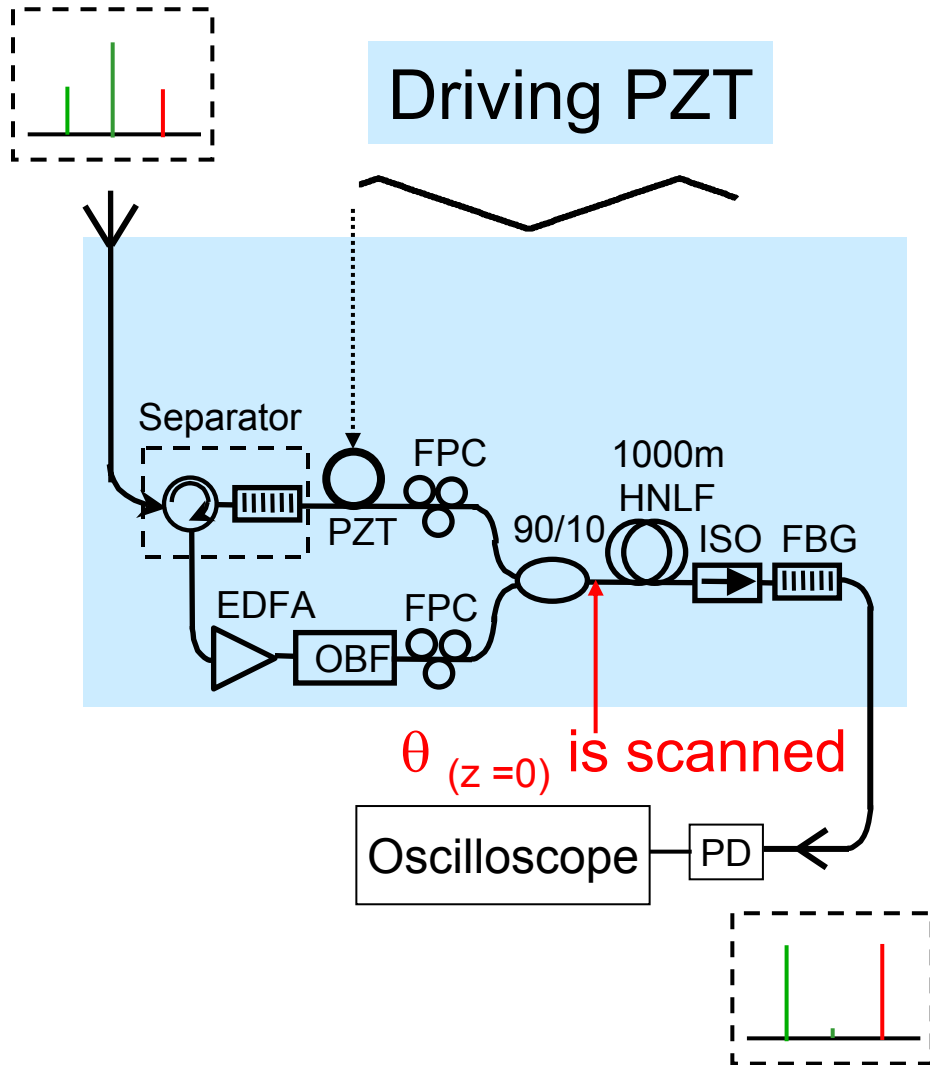 Driving PZT
Separator
FPC
1000m
HNLF
PZT
90/10
ISO
FBG
EDFA
OBF
FPC
θ (z =0) is scanned
Oscilloscope
PD